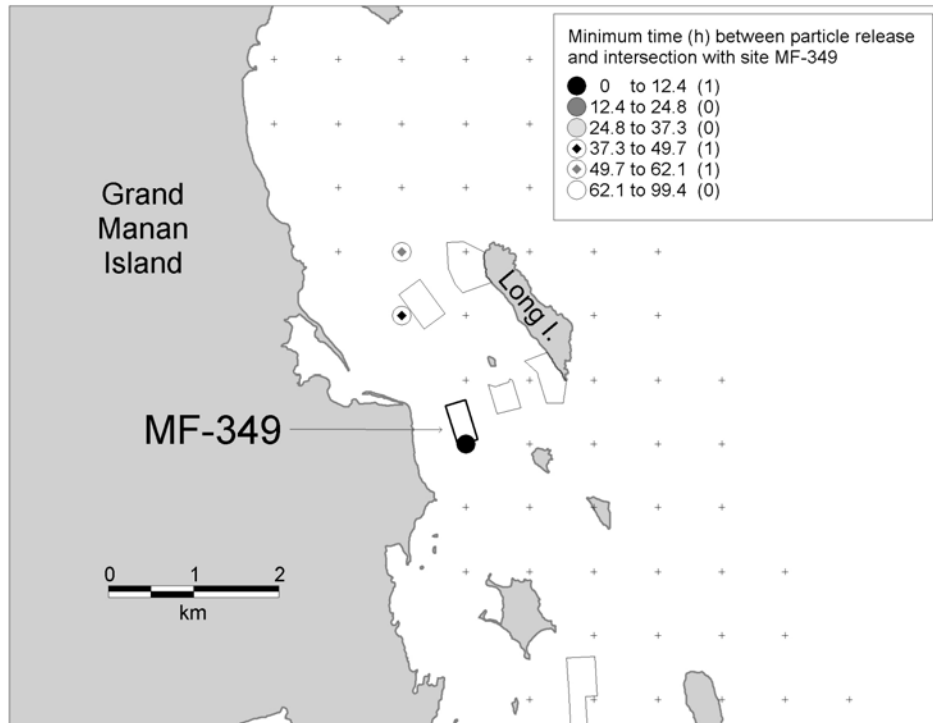 Minimum time (h) between particle release
and intersection with site MF-349
0 to 12.4 (1)
12.4 to 24.8 (0)
24.8 to 37.3 (0)
37.3 to 49.7 (1)
49.7 to 62.1 (1)
62.1 to 99.4 (0)
Grand
Manan
Island
Long I.
MF-349
0 1 2
km